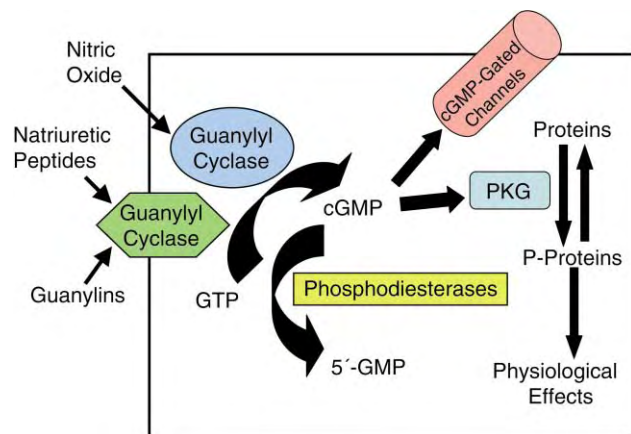 Nitric
Oxide
Guanylyl
Cyclase
cGMP-Gated
Channels
Proteins
Natriuretic
Peptides
Guanylyl
Cyclase
cGMP
PKG
Guanylins
GTP
Phosphodiesterases
P-Proteins
5´-GMP
Physiological
Effects